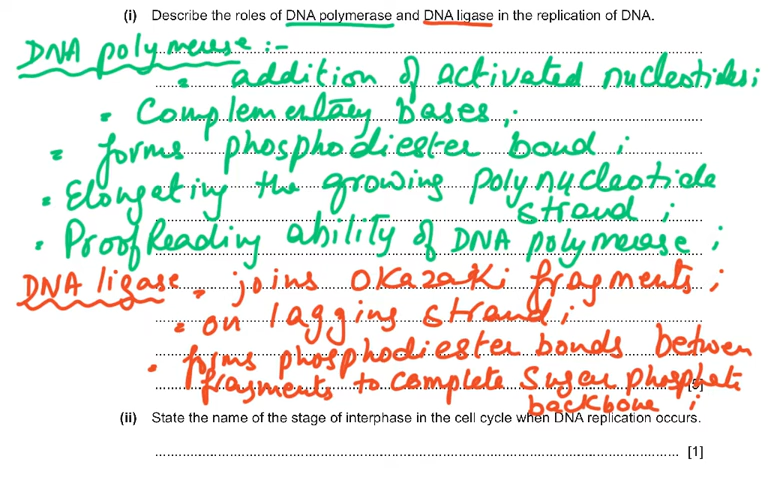 (i) Describe the roles of DNA polymerase and DNA ligase in the replication of DNA.
DNA polymerase :-
• addition of activated nucleotides;
• Complementary bases ;
• forms phosphodiester bond ;
• Elongating the growing polynucleotide
strand ;
• ProofReading ability of DNA polymerase ;
DNA ligase • joins Okazaki fragments ;
• on lagging strand ;
• forms phosphodiester bonds between
fragments to complete Sugar phosphate
[5]
backbone ;
(ii) State the name of the stage of interphase in the cell cycle when DNA replication occurs.
[1]